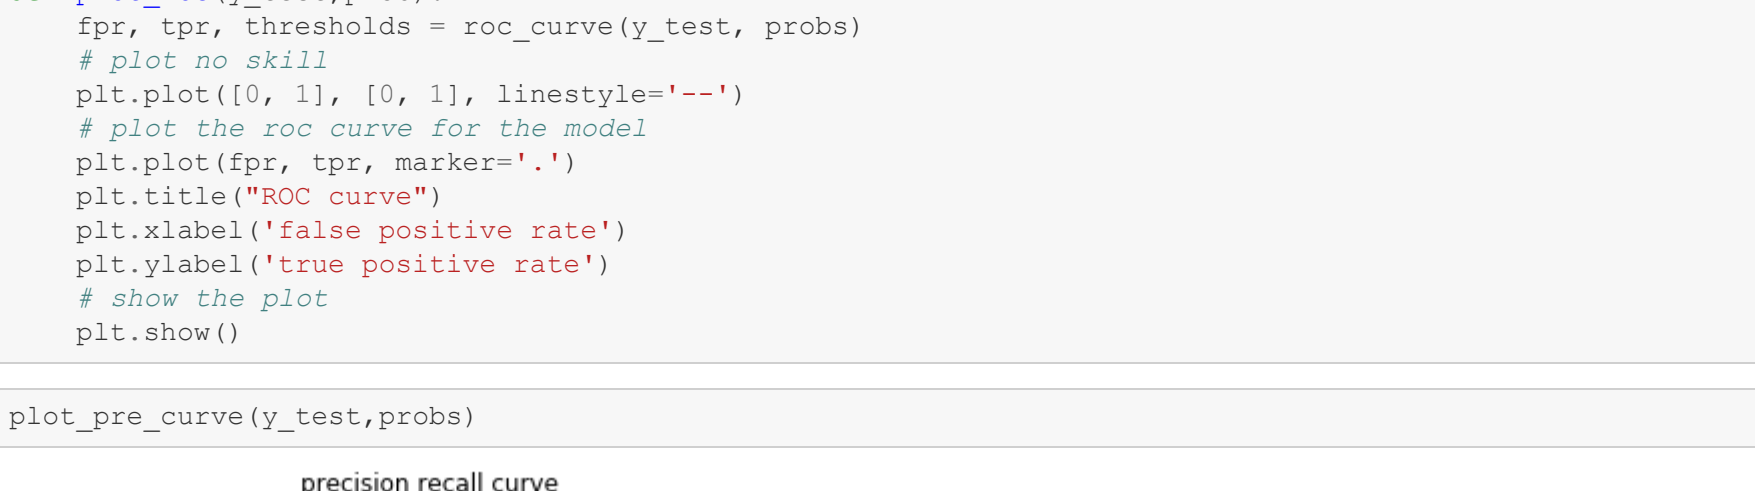 fpr, tpr, thresholds = roc_curve(y_test, probs)
# plot no skill
plt.plot([0, 1], [0, 1], linestyle='--')
# plot the roc curve for the model
plt.plot(fpr, tpr, marker='.')
plt.title("ROC curve")
plt.xlabel('false positive rate')
plt.ylabel('true positive rate')
# show the plot
plt.show()
plot_pre_curve(y_test,probs)
precision recall curve